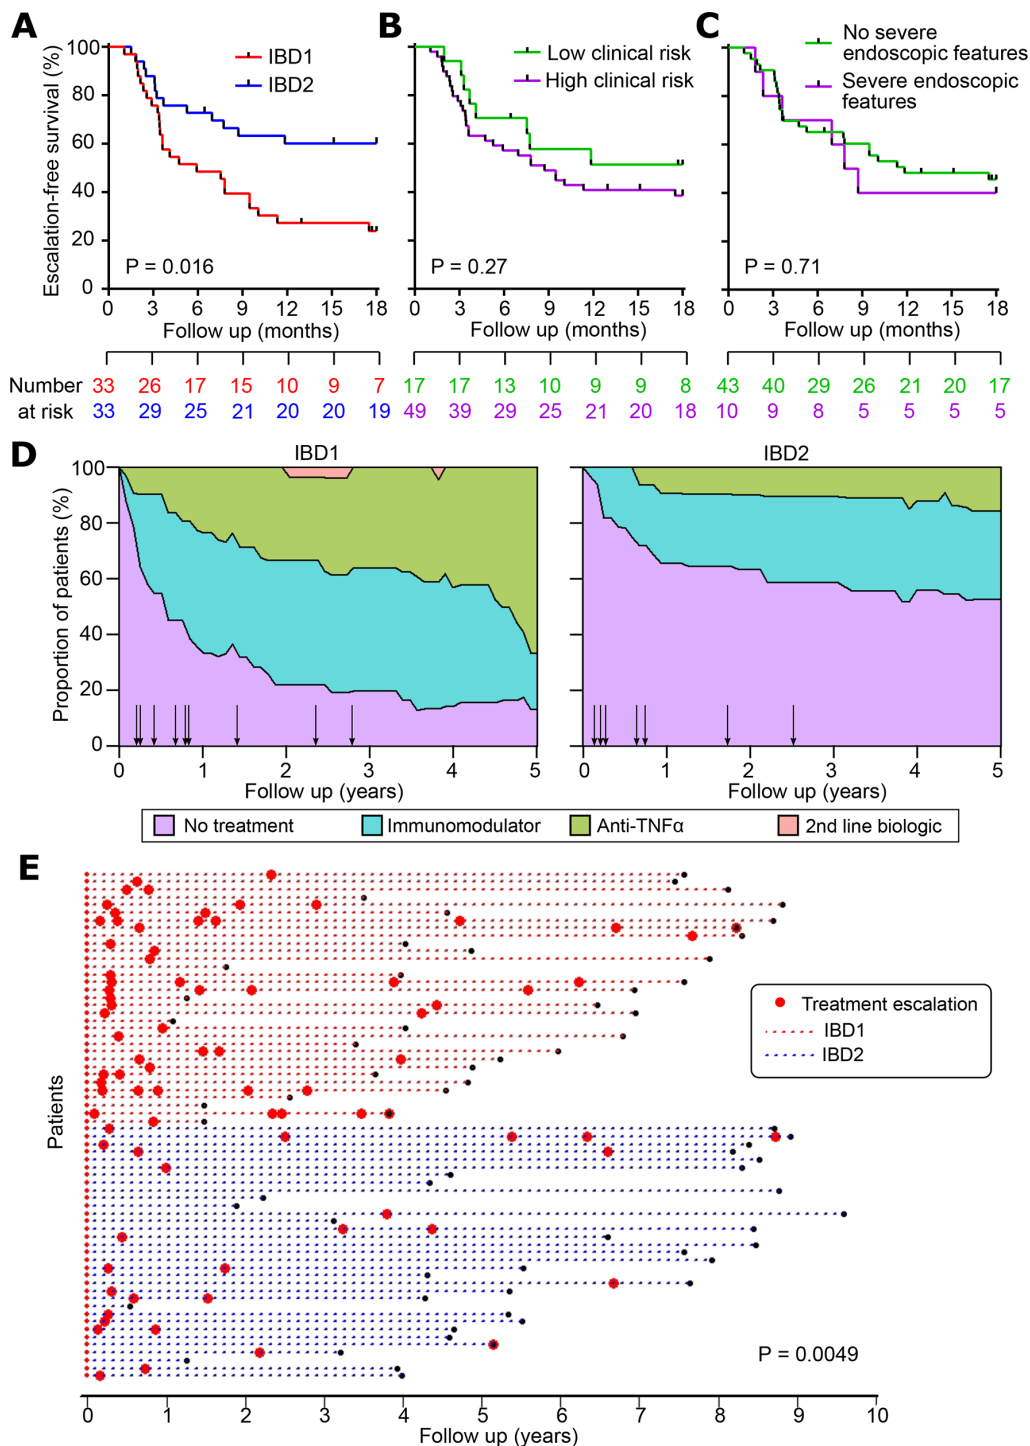 A
B
C
Escalation-free survival (%)
100
80
60
40
20
0
IBD1
IBD2
P = 0.016
0 3 6 9 12 15 18
Follow up (months)
Low clinical risk
High clinical risk
P = 0.27
0 3 6 9 12 15 18
Follow up (months)
No severe
endoscopic features
Severe endoscopic
features
P = 0.71
0 3 6 9 12 15 18
Follow up (months)
Number
at risk
33 26 17 15 10 9 7
33 29 25 21 20 20 19
17 17 13 10 9 9 8
49 39 29 25 21 20 18
43 40 29 26 21 20 17
10 9 8 5 5 5 5
D
IBD1
IBD2
Proportion of patients (%)
100
80
60
40
20
0
0 1 2 3 4 5
Follow up (years)
0 1 2 3 4 5
Follow up (years)
No treatment
Immunomodulator
Anti-TNFα
2nd line biologic
E
Patients
Treatment escalation
IBD1
IBD2
P = 0.0049
0 1 2 3 4 5 6 7 8 9 10
Follow up (years)